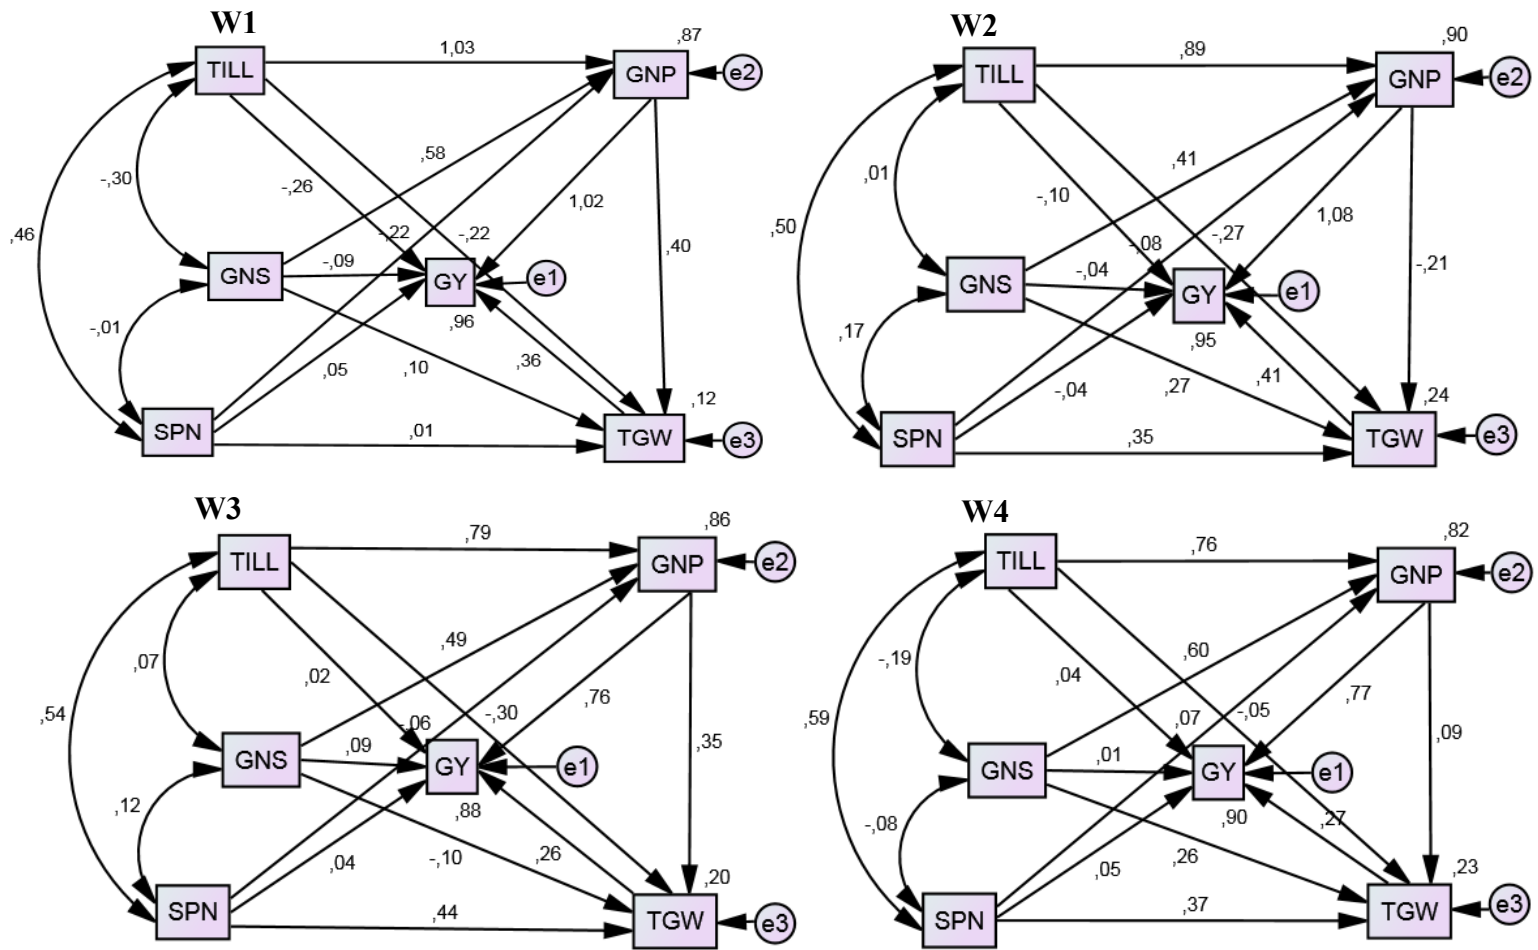 W1
TILL
1,03
,87
GNP
e2
,58
-,30
-,26
1,02
,46
-,22
-,22
,40
GNS
-,09
GY
e1
,96
-,01
,05
,10
,36
,12
SPN
,01
TGW
e3
W2
TILL
,89
,90
GNP
e2
,41
,01
-,10
1,08
,50
-,08
-,27
-,21
GNS
-,04
GY
e1
,95
,17
-,04
,27
,41
,24
SPN
,35
TGW
e3
W3
TILL
,79
,86
GNP
e2
,49
,07
,02
,76
,54
-,06
-,30
,35
GNS
,09
GY
e1
,88
,12
,04
-,10
,26
,20
SPN
,44
TGW
e3
W4
TILL
,76
,82
GNP
e2
,60
-,19
,04
,77
,59
,07
-,05
,09
GNS
,01
GY
e1
,90
,27
-,08
,05
,26
,23
SPN
,37
TGW
e3